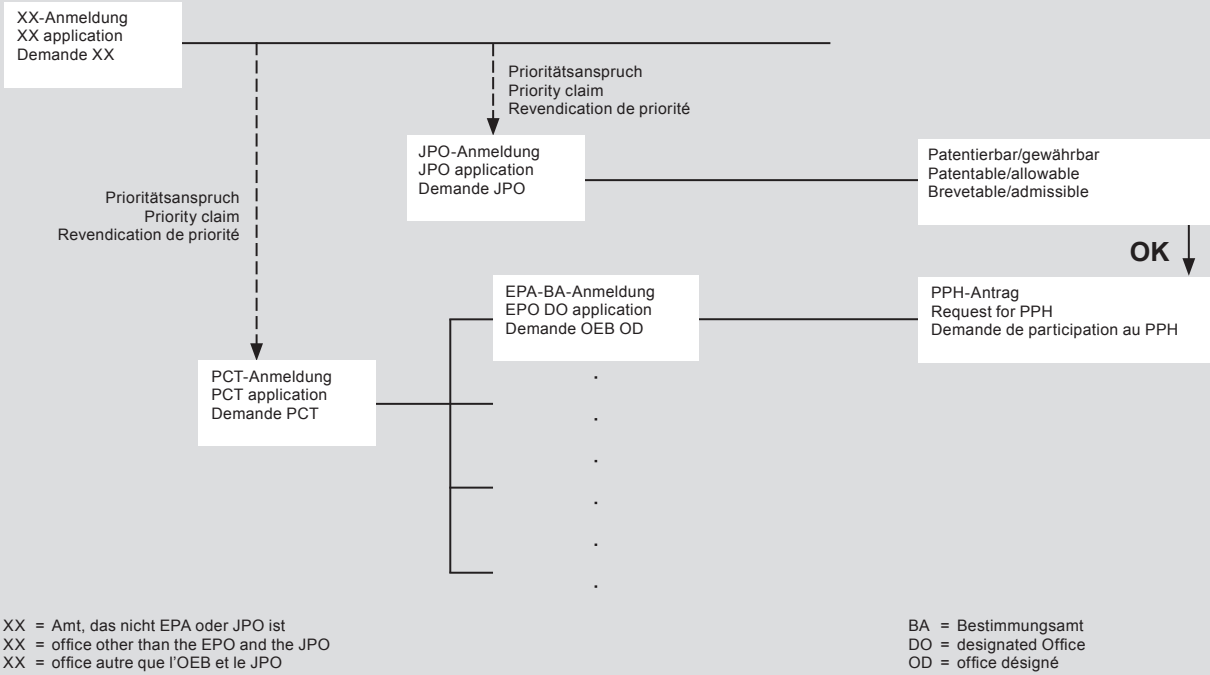 XX-Anmeldung
XX application
Demande XX
Prioritätsanspruch
Priority claim
Revendication de priorité
JPO-Anmeldung
JPO application
Demande JPO
Patentierbar/gewährbar
Patentable/allowable
Brevetable/admissible
Prioritätsanspruch
Priority claim
Revendication de priorité
OK
EPA-BA-Anmeldung
EPO DO application
Demande OEB OD
PPH-Antrag
Request for PPH
Demande de participation au PPH
PCT-Anmeldung
PCT application
Demande PCT
XX = Amt, das nicht EPA oder JPO ist
XX = office other than the EPO and the JPO
XX = office autre que l'OEB et le JPO
BA = Bestimmungsamt
DO = designated Office
OD = office désigné